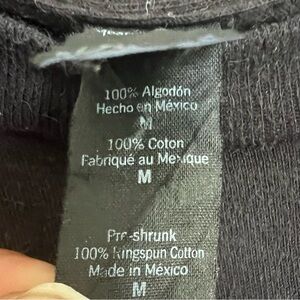 100% Algodón
Hecho en México
M
100% Coton
Fabriqué au Mexique
M
Pre-shrunk
100% Ringspun Cotton
Made in México
M